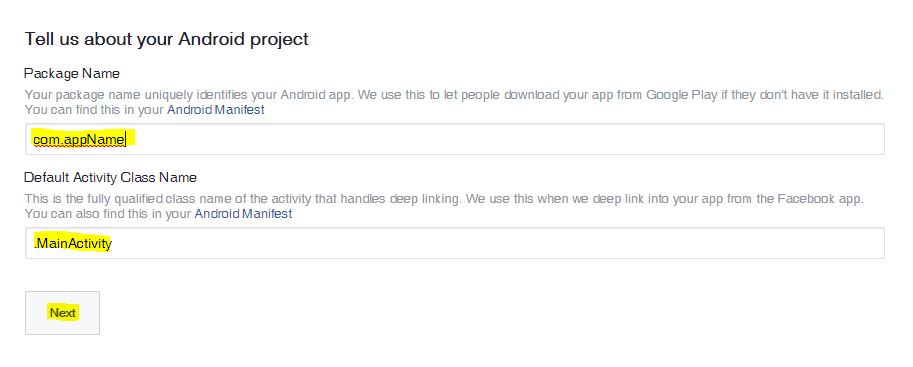 Tell us about your Android project
Package Name
Your package name uniquely identifies your Android app. We use this to let people download your app from Google Play if they don't have it installed.
You can find this in your Android Manifest
com.appName
Default Activity Class Name
This is the fully qualified class name of the activity that handles deep linking. We use this when we deep link into your app from the Facebook app.
You can also find this in your Android Manifest
.MainActivity
Next